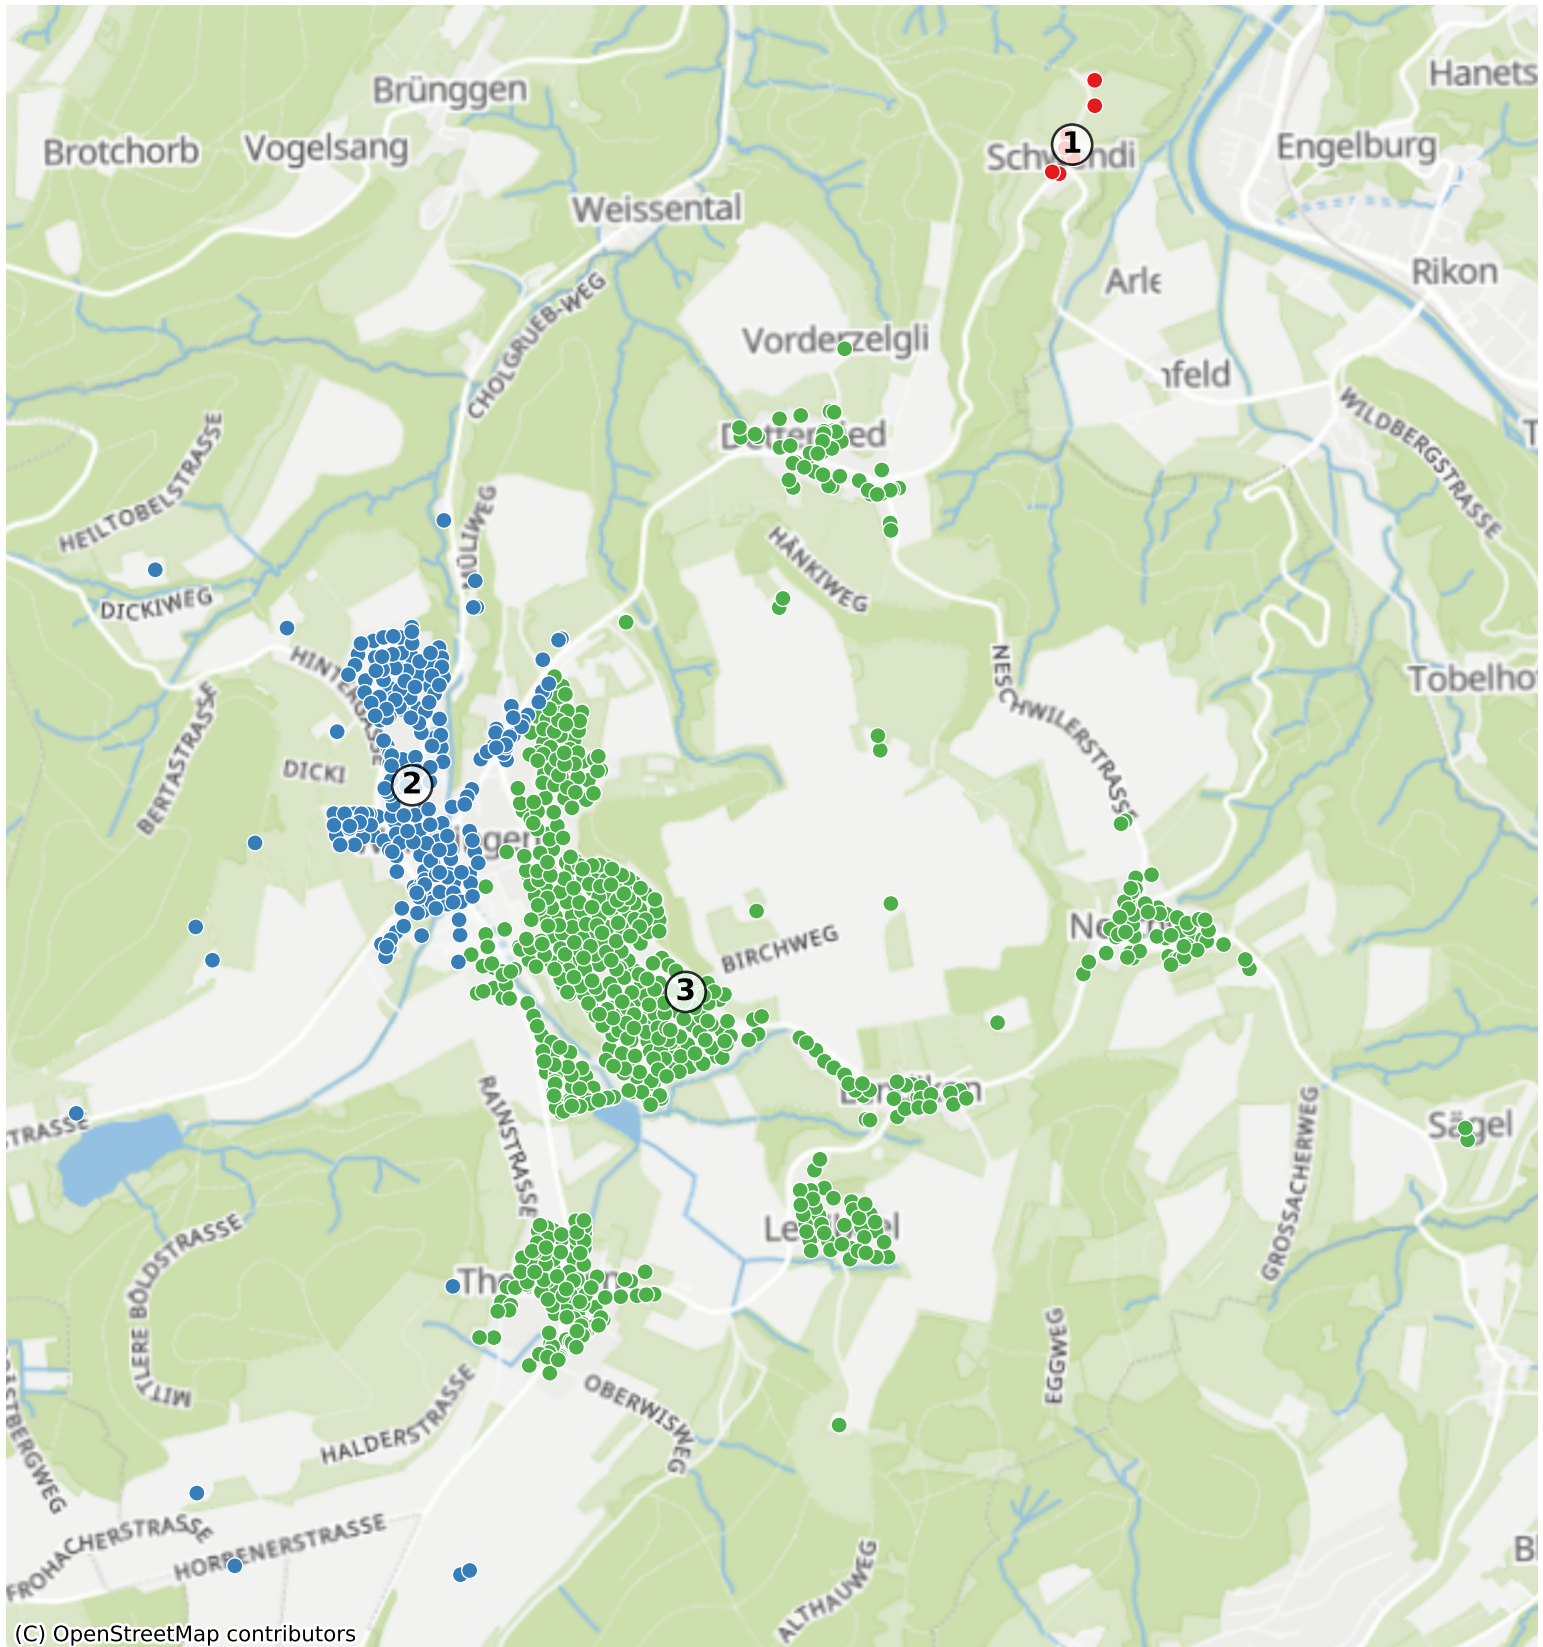 Hanets
Brünggen
Brotchorb
Vogelsang
1
Engelburg
Weissental
Rikon
Arle
CHOLGRUEB-WEG
Vorderzelgli
nfeld
WILDBERGSTRASSE
T
HEILTOBELSTRASSE
MÜLIWEG
HÄNKIWEG
DICKIWEG
HINTERGASSE
NESCHWILERSTRASSE
Tobelho
BERTASTRASSE
DICKI
2
BIRCHWEG
3
RAINSTRASSE
STRASSE
GROSSACHERWEG
Sägel
MITTLERE BOLDSTRASSE
EGGWEG
HALDERSTRASSE
OBERWISWEG
FROHACHERSTRASSE
HORBENERSTRASSE
ALTHAUWEG
Bl
(C) OpenStreetMap contributors